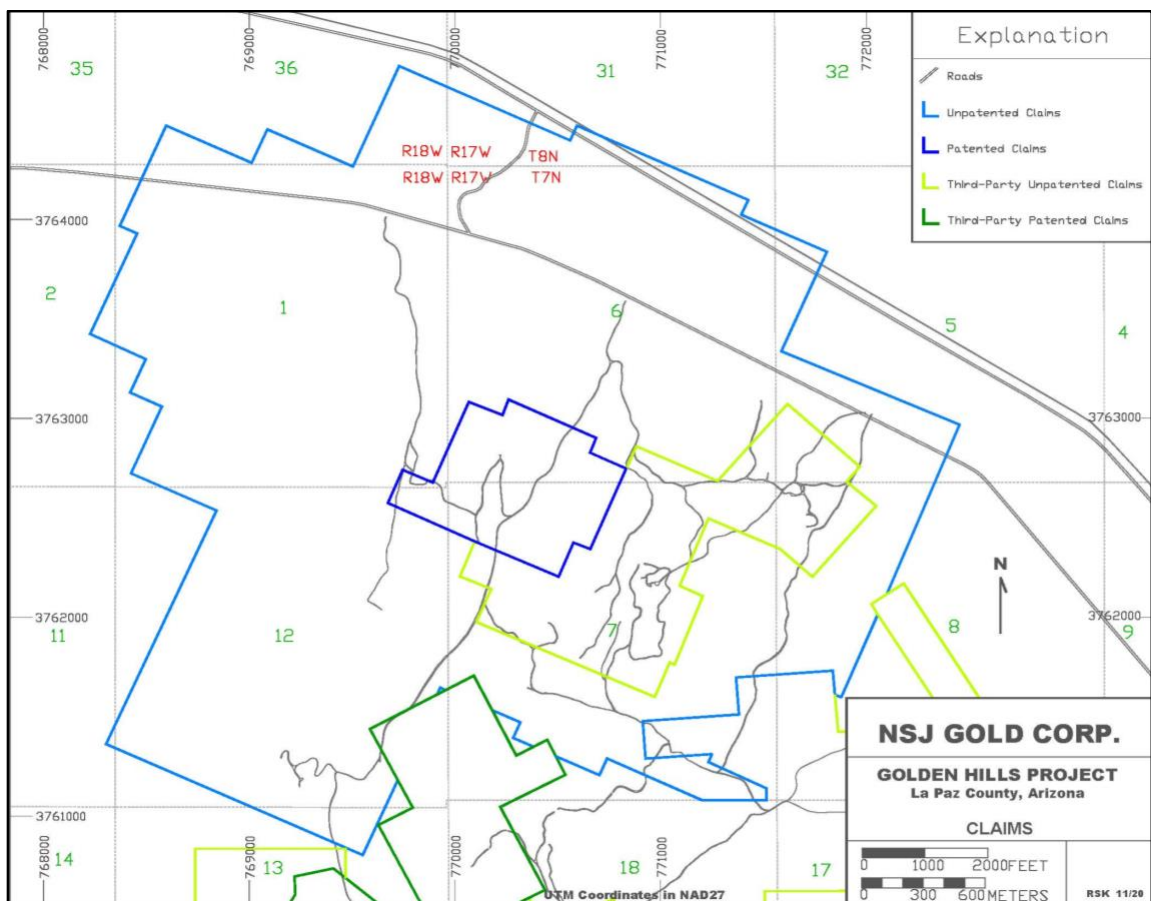 768000
769000
770000
771000
772000
Explanation
35
36
31
32
Roads
Unpatented Claims
Patented Claims
Third-Party Unpatented Claims
Third-Party Patented Claims
R18W R17W
T8N
R18W R17W
T7N
3764000
2
1
6
5
4
3763000
3763000
3762000
3762000
N
11
12
7
8
9
NSJ GOLD CORP.
GOLDEN HILLS PROJECT
La Paz County, Arizona
CLAIMS
0 1000 2000FEET
0 300 600METERS
RSK 11/20
3761000
14
13
18
17
768000
769000
770000
771000
UTM Coordinates in NAD27